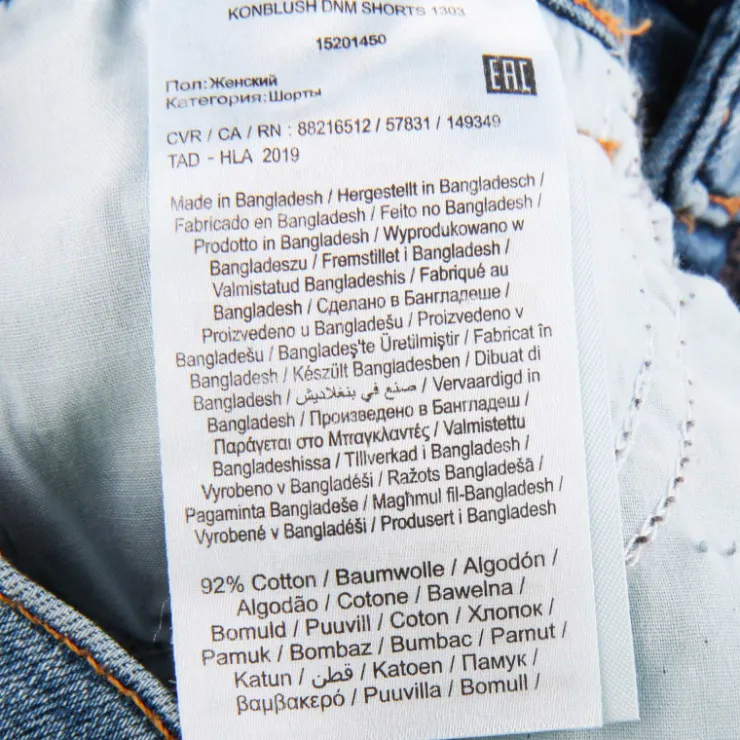 KONBLUSH DNM SHORTS 1303
15201450
EAC
Пол:Женский
Категория:Шорты
CVR / CA / RN : 88216512 / 57831 / 149349
TAD - HLA 2019
Made in Bangladesh / Hergestellt in Bangladesch /
Fabricado en Bangladesh / Feito no Bangladesh /
Prodotto in Bangladesh / Wyprodukowano w
Bangladeszu / Fremstillet i Bangladesh /
Valmistatud Bangladeshis / Fabriqué au
Bangladesh / Сделано в Бангладеше /
Proizvedeno u Bangladešu / Proizvedeno v
Bangladešu / Bangladeş'te Üretilmiştir / Fabricat în
Bangladesh / Készült Bangladesben / Dibuat di
Bangladesh / صنع في بنغلاديش / Vervaardigd in
Bangladesh / Произведено в Бангладеш /
Παράγεται στο Μπαγκλαντές / Valmistettu
Bangladeshissa / Tillverkad i Bangladesh /
Vyrobeno v Bangladéši / Ražots Bangladešā /
Pagaminta Bangladeše / Magħmul fil-Bangladesh /
Vyrobené v Bangladéši / Produsert i Bangladesh
92% Cotton / Baumwolle / Algodón /
Algodão / Cotone / Bawełna /
Bomuld / Puuvill / Coton / Хлопок /
Pamuk / Bombaz / Bumbac / Pamut /
Katun / قطن / Katoen / Памук /
βαμβακερό / Puuvilla / Bomull /